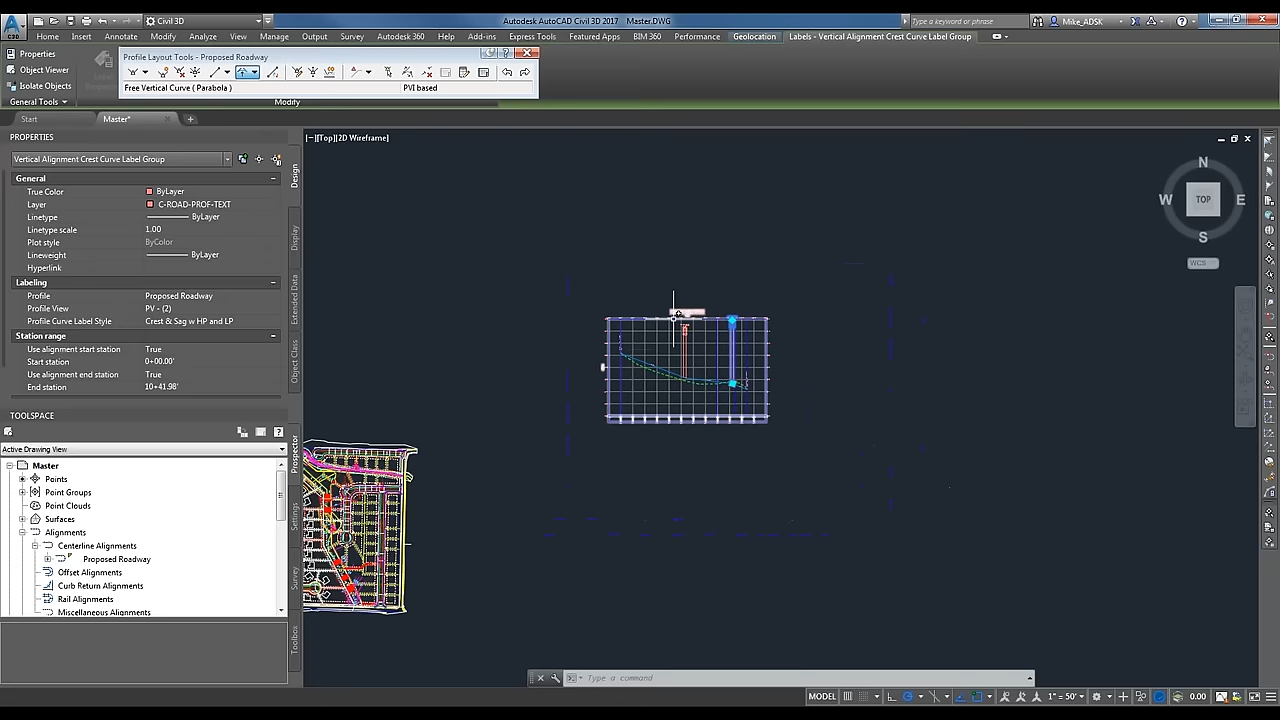 Autodesk AutoCAD Civil 3D 2017 Master.DWG
Civil 3D
Type a keyword or phrase
Mike_ADSK
C3D
Home Insert Annotate Modify Analyze View Manage Output Survey Autodesk 360 Help Add-ins Express Tools Featured Apps BIM 360 Performance Geolocation Labels - Vertical Alignment Crest Curve Label Group
Properties
Object Viewer
Isolate Objects
General Tools
Profile Layout Tools - Proposed Roadway
Free Vertical Curve ( Parabola )
PVI based
Modify
Start
Master*
[−][Top][2D Wireframe]
PROPERTIES
Vertical Alignment Crest Curve Label Group
General
True Color ByLayer
Layer C-ROAD-PROF-TEXT
Linetype ByLayer
Linetype scale 1.00
Plot style ByColor
Lineweight ByLayer
Hyperlink
Labeling
Profile Proposed Roadway
Profile View PV - (2)
Profile Curve Label Style Crest & Sag w HP and LP
Station range
Use alignment start station True
Start station 0+00.00'
Use alignment end station True
End station 10+41.98'
Design
Display
Extended Data
Object Class
TOOLSPACE
Active Drawing View
Master
Points
Point Groups
Point Clouds
Surfaces
Alignments
Centerline Alignments
Proposed Roadway
Offset Alignments
Curb Return Alignments
Rail Alignments
Miscellaneous Alignments
Prospector
Settings
Survey
Toolbox
N
W
TOP
E
S
WCS
Type a command
MODEL
1" = 50'
0.00